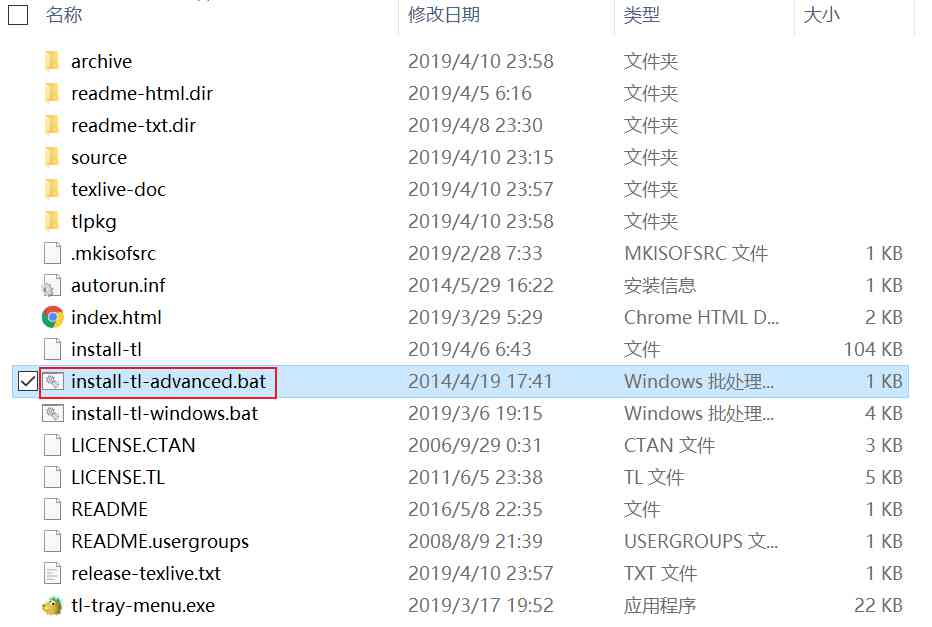 名称 修改日期 类型 大小
archive 2019/4/10 23:58 文件夹
readme-html.dir 2019/4/5 6:16 文件夹
readme-txt.dir 2019/4/8 23:30 文件夹
source 2019/4/10 23:15 文件夹
texlive-doc 2019/4/10 23:57 文件夹
tlpkg 2019/4/10 23:58 文件夹
.mkisofsrc 2019/2/28 7:33 MKISOFSRC 文件 1 KB
autorun.inf 2014/5/29 16:22 安装信息 1 KB
index.html 2019/3/29 5:29 Chrome HTML D... 2 KB
install-tl 2019/4/6 6:43 文件 104 KB
install-tl-advanced.bat 2014/4/19 17:41 Windows 批处理... 1 KB
install-tl-windows.bat 2019/3/6 19:15 Windows 批处理... 4 KB
LICENSE.CTAN 2006/9/29 0:31 CTAN 文件 3 KB
LICENSE.TL 2011/6/5 23:38 TL 文件 5 KB
README 2016/5/8 22:35 文件 1 KB
README.usergroups 2008/8/9 21:39 USERGROUPS 文... 1 KB
release-texlive.txt 2019/4/10 23:57 TXT 文件 1 KB
tl-tray-menu.exe 2019/3/17 19:52 应用程序 22 KB